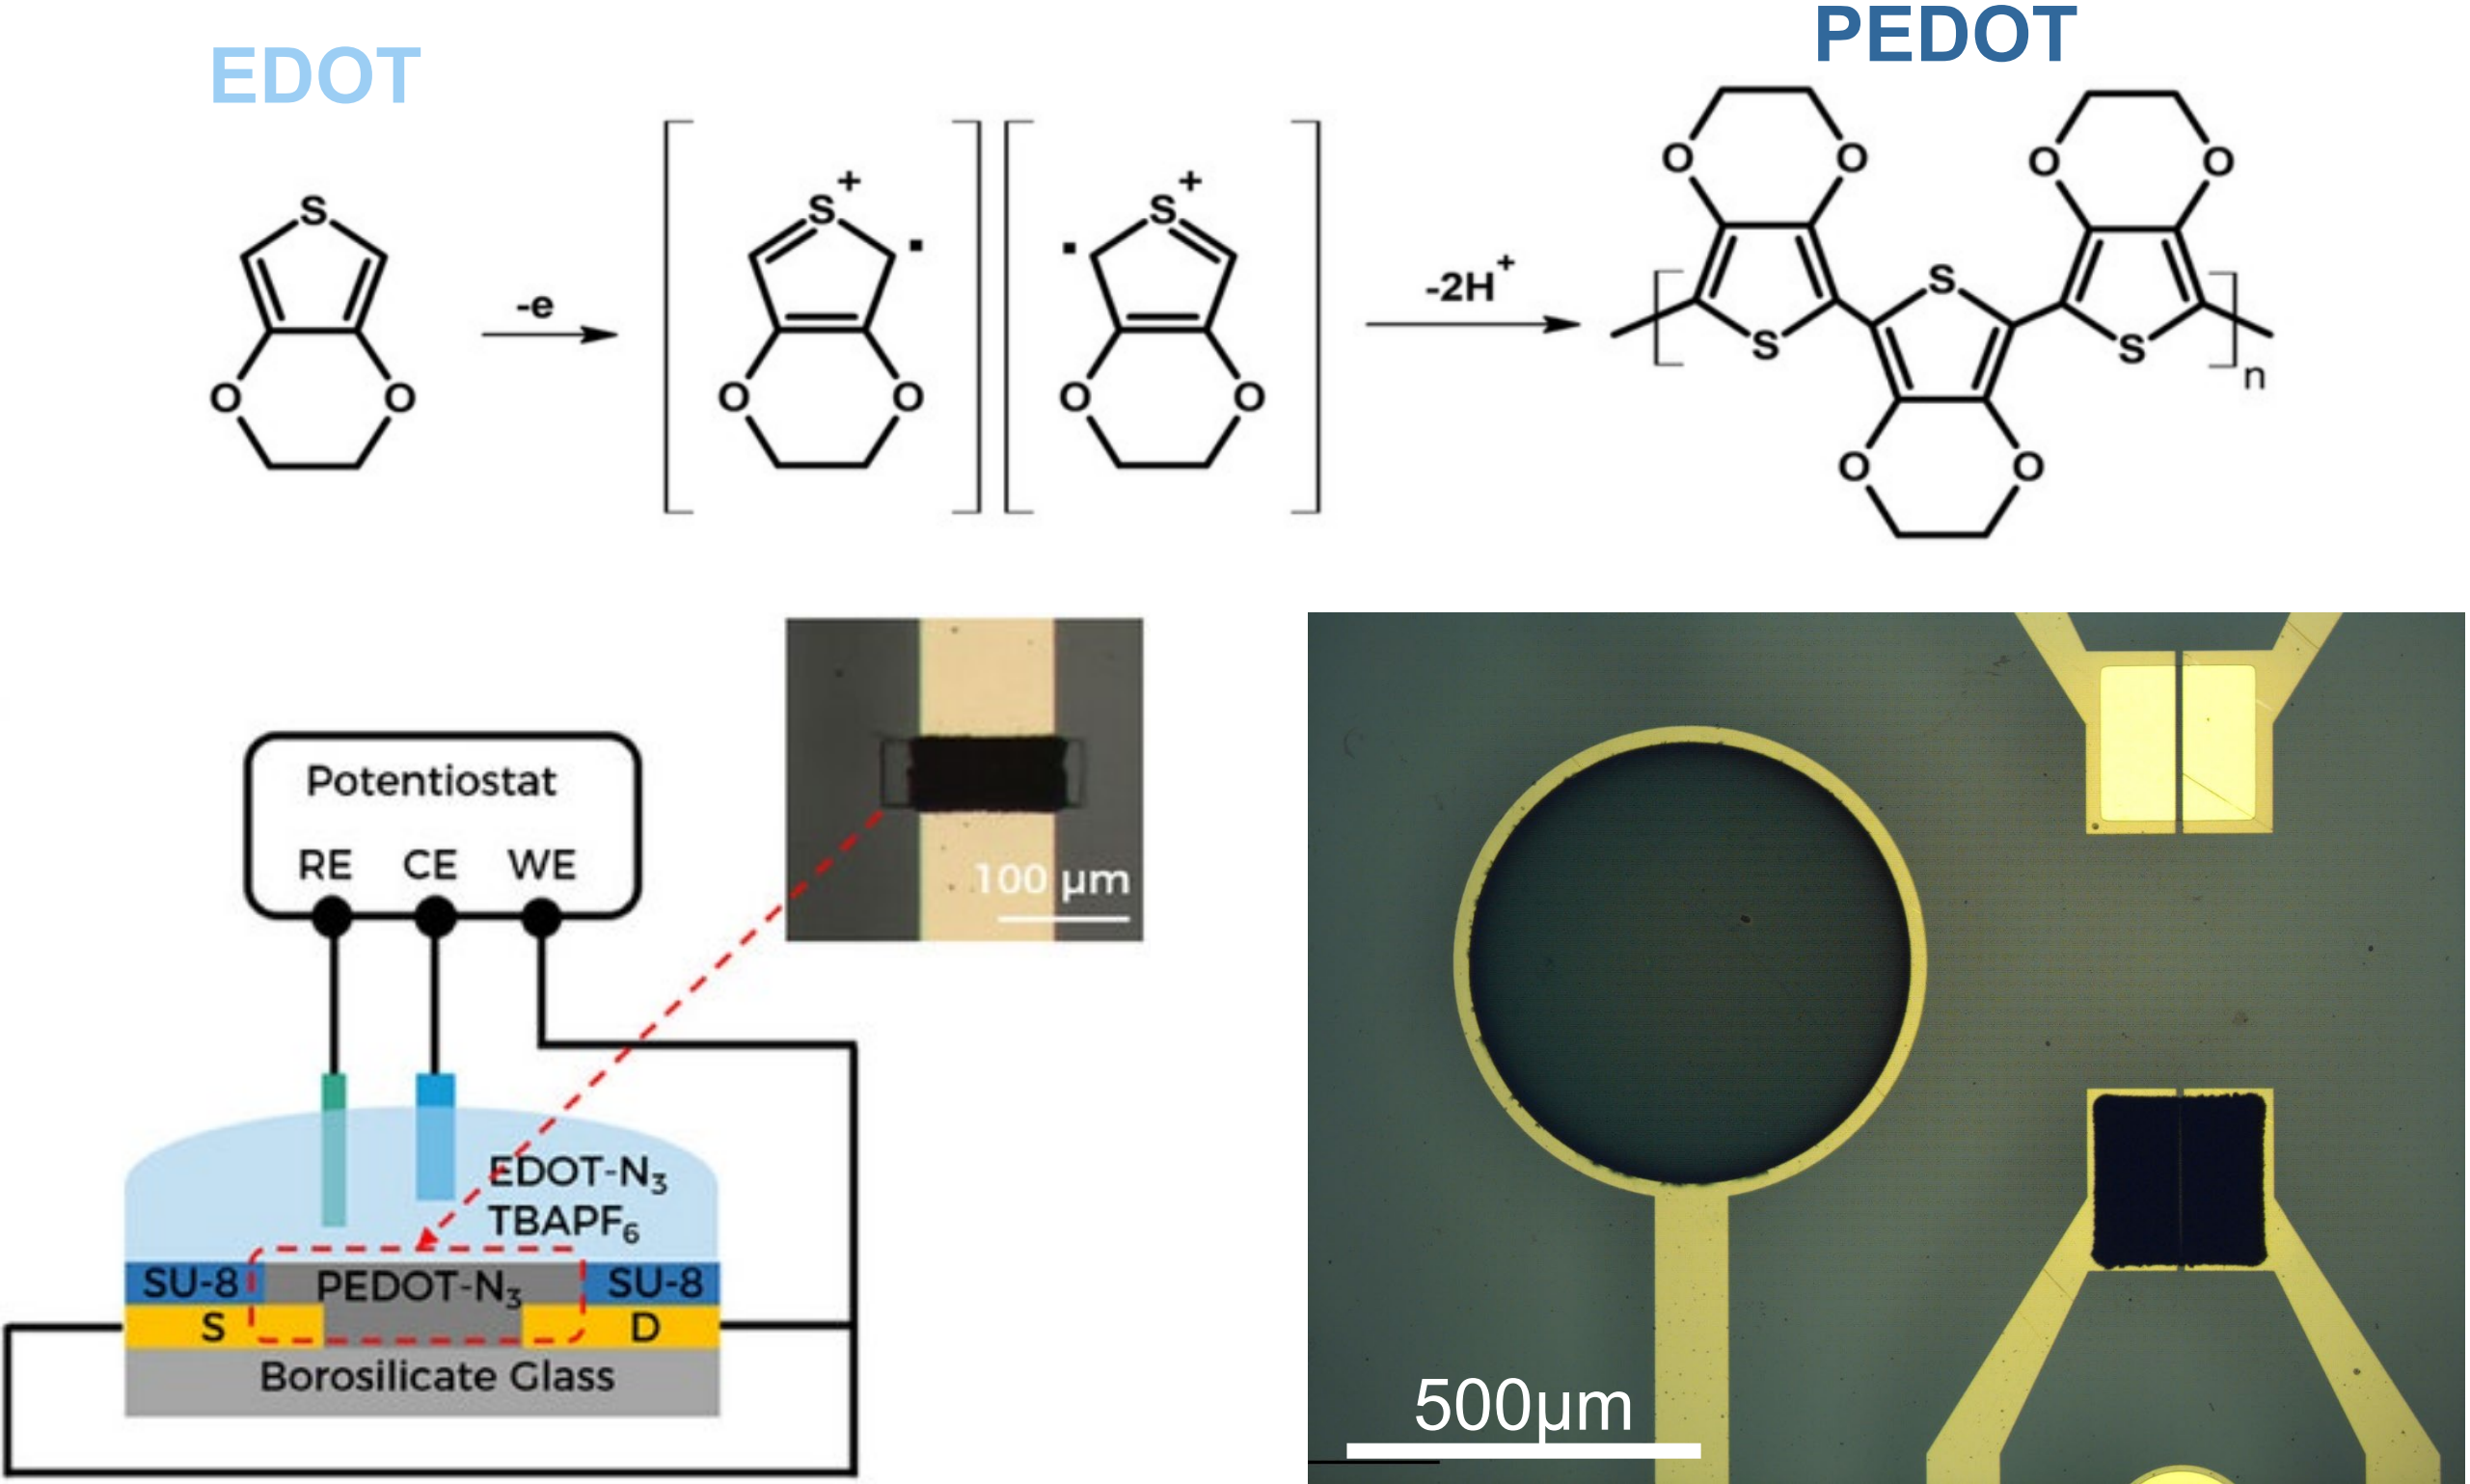 EDOT
PEDOT
S
O
O
-e
S
+
.
O
O
.
S
+
O
O
-2H+
O
O
O
O
S
S
S
n
O
O
Potentiostat
RE CE WE
100 µm
EDOT-N₃
TBAPF₆
SU-8 PEDOT-N₃ SU-8
S D
Borosilicate Glass
500µm